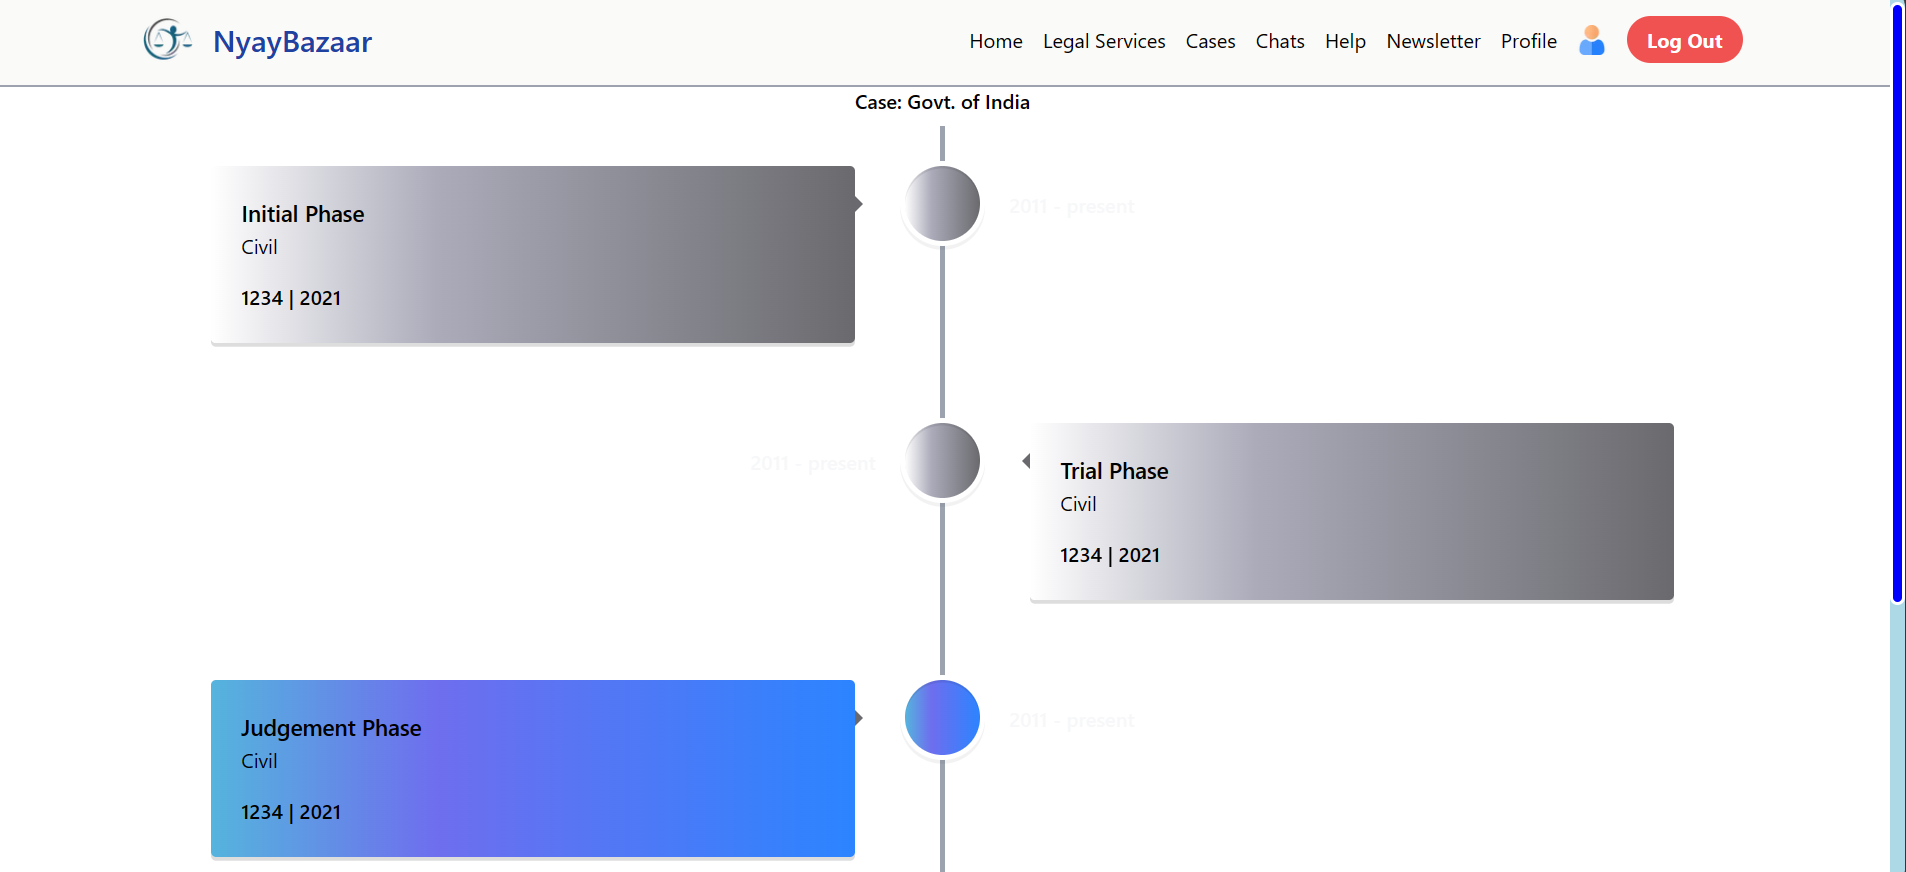 NyayBazaar
Home Legal Services Cases Chats Help Newsletter Profile Log Out
Case: Govt. of India
Initial Phase
Civil
1234 | 2021
2011 - present
2011 - present
Trial Phase
Civil
1234 | 2021
Judgement Phase
Civil
1234 | 2021
2011 - present